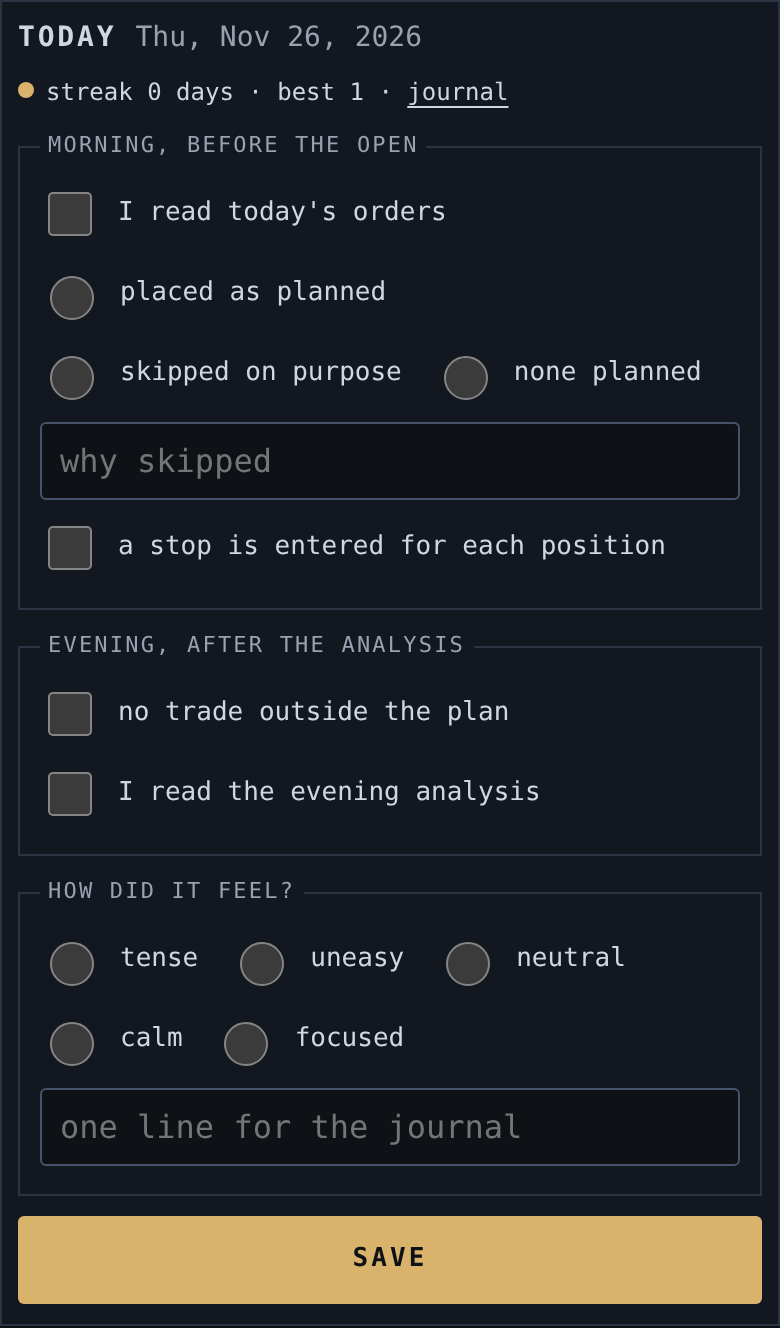 TODAY Thu, Nov 26, 2026
streak 0 days · best 1 · journal
MORNING, BEFORE THE OPEN
I read today's orders
placed as planned
skipped on purpose none planned
why skipped
a stop is entered for each position
EVENING, AFTER THE ANALYSIS
no trade outside the plan
I read the evening analysis
HOW DID IT FEEL?
tense uneasy neutral
calm focused
one line for the journal
SAVE